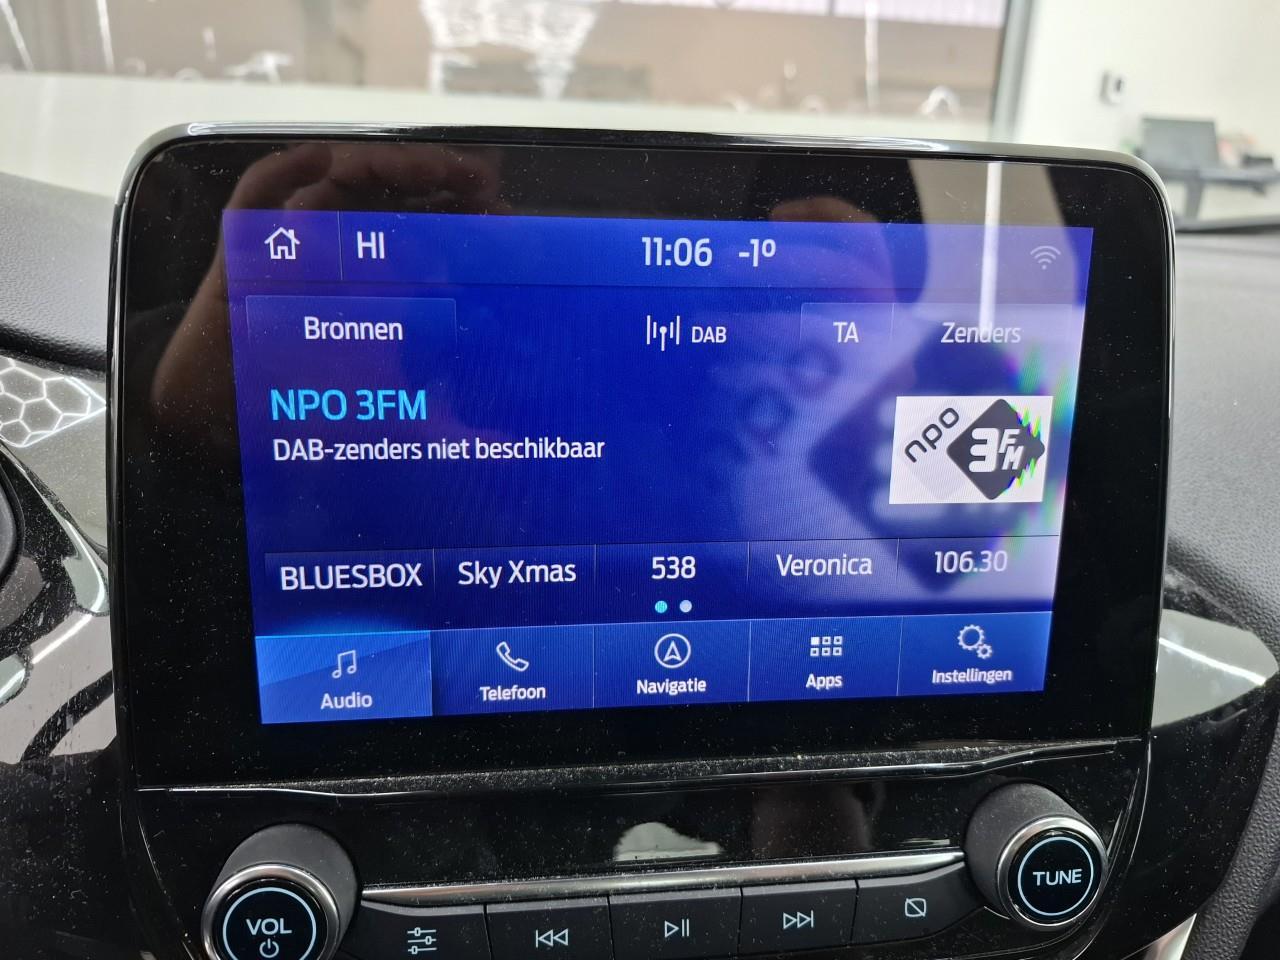 HI 11:06 -1°
Bronnen DAB TA Zenders
NPO 3FM
DAB-zenders niet beschikbaar
npo 3FM
BLUESBOX Sky Xmas 538 Veronica 106.30
Audio Telefoon Navigatie Apps Instellingen
VOL
TUNE